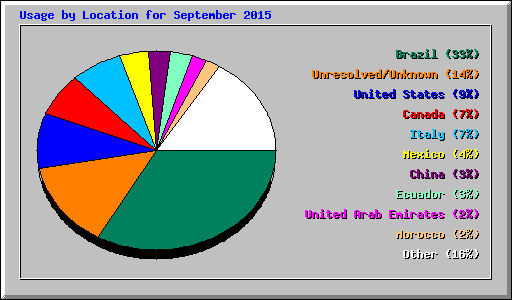 Usage by Location for September 2015
Brazil (33%)
Unresolved/Unknown (14%)
United States (9%)
Canada (7%)
Italy (7%)
Mexico (4%)
China (3%)
Ecuador (3%)
United Arab Emirates (2%)
Morocco (2%)
Other (16%)